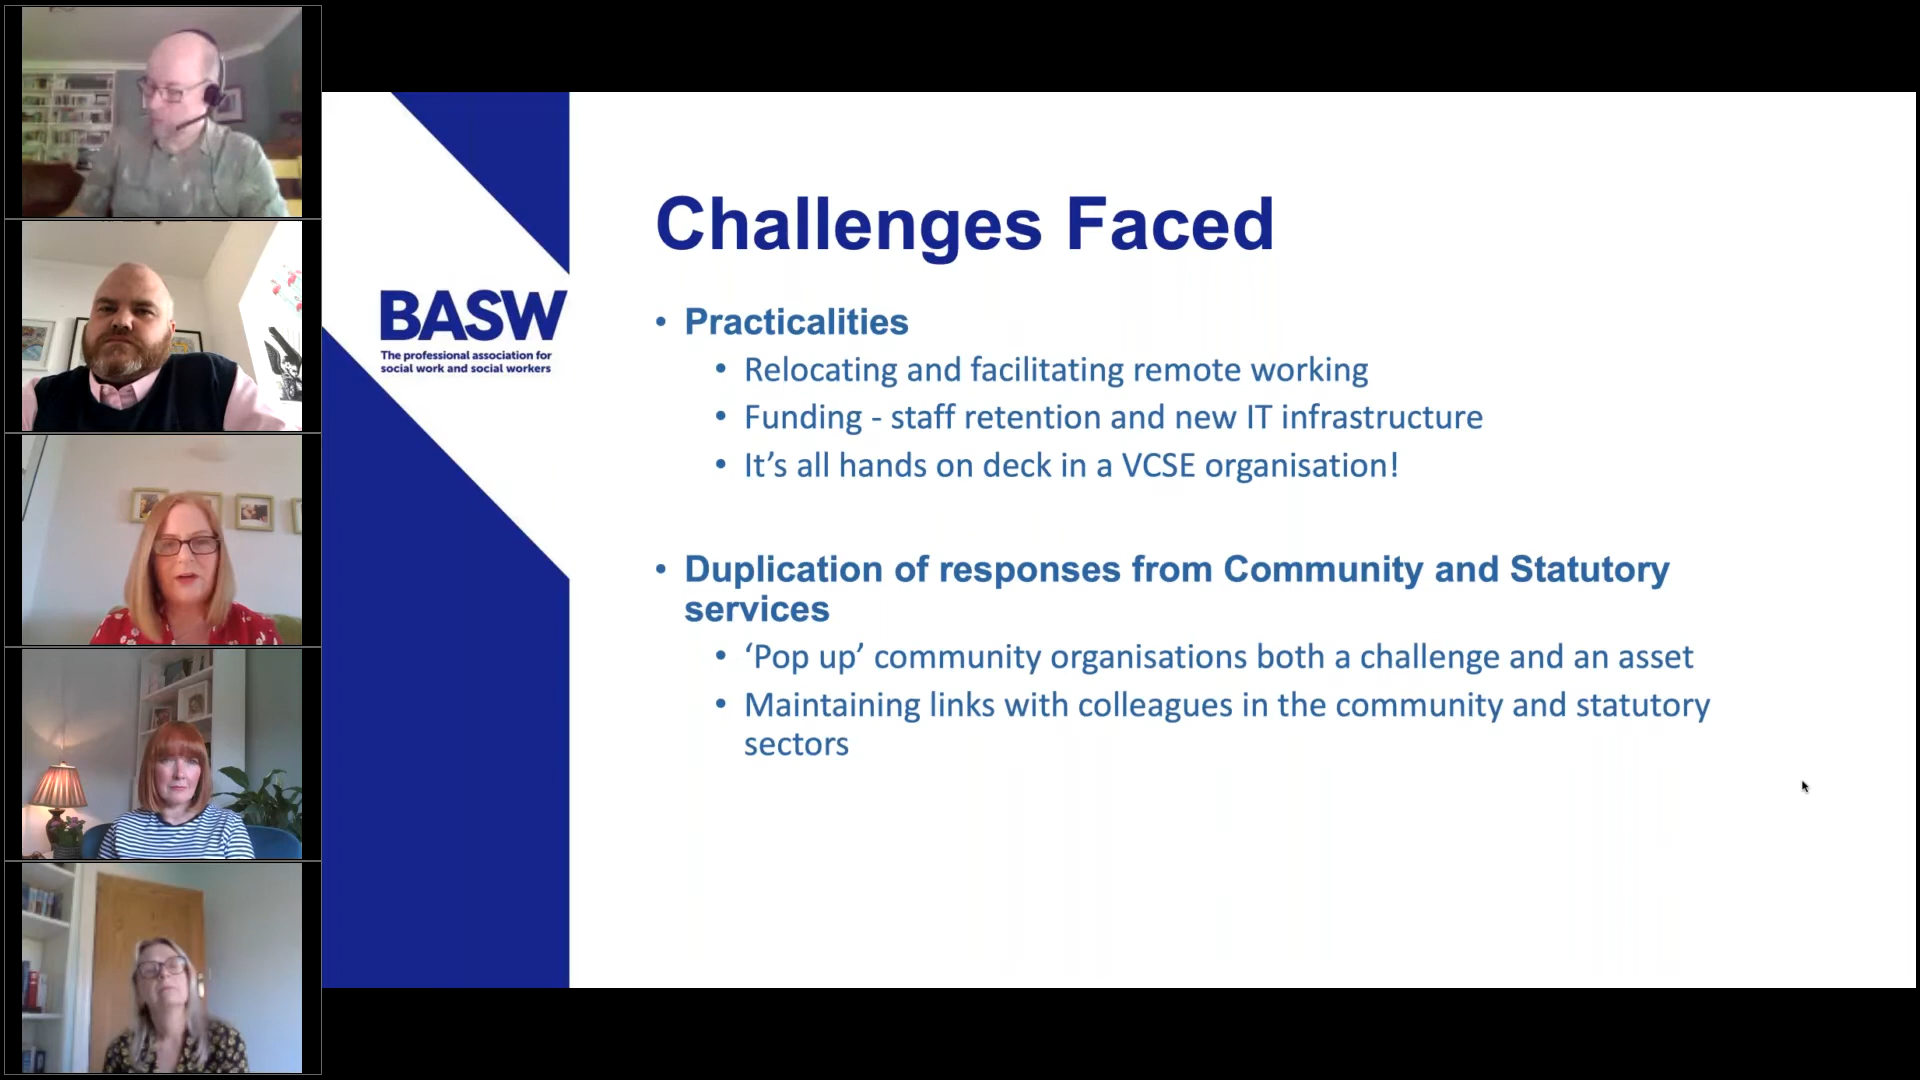 BASW
The professional association for
social work and social workers
Challenges Faced
• Practicalities
• Relocating and facilitating remote working
• Funding - staff retention and new IT infrastructure
• It’s all hands on deck in a VCSE organisation!
• Duplication of responses from Community and Statutory
services
• ‘Pop up’ community organisations both a challenge and an asset
• Maintaining links with colleagues in the community and statutory
sectors